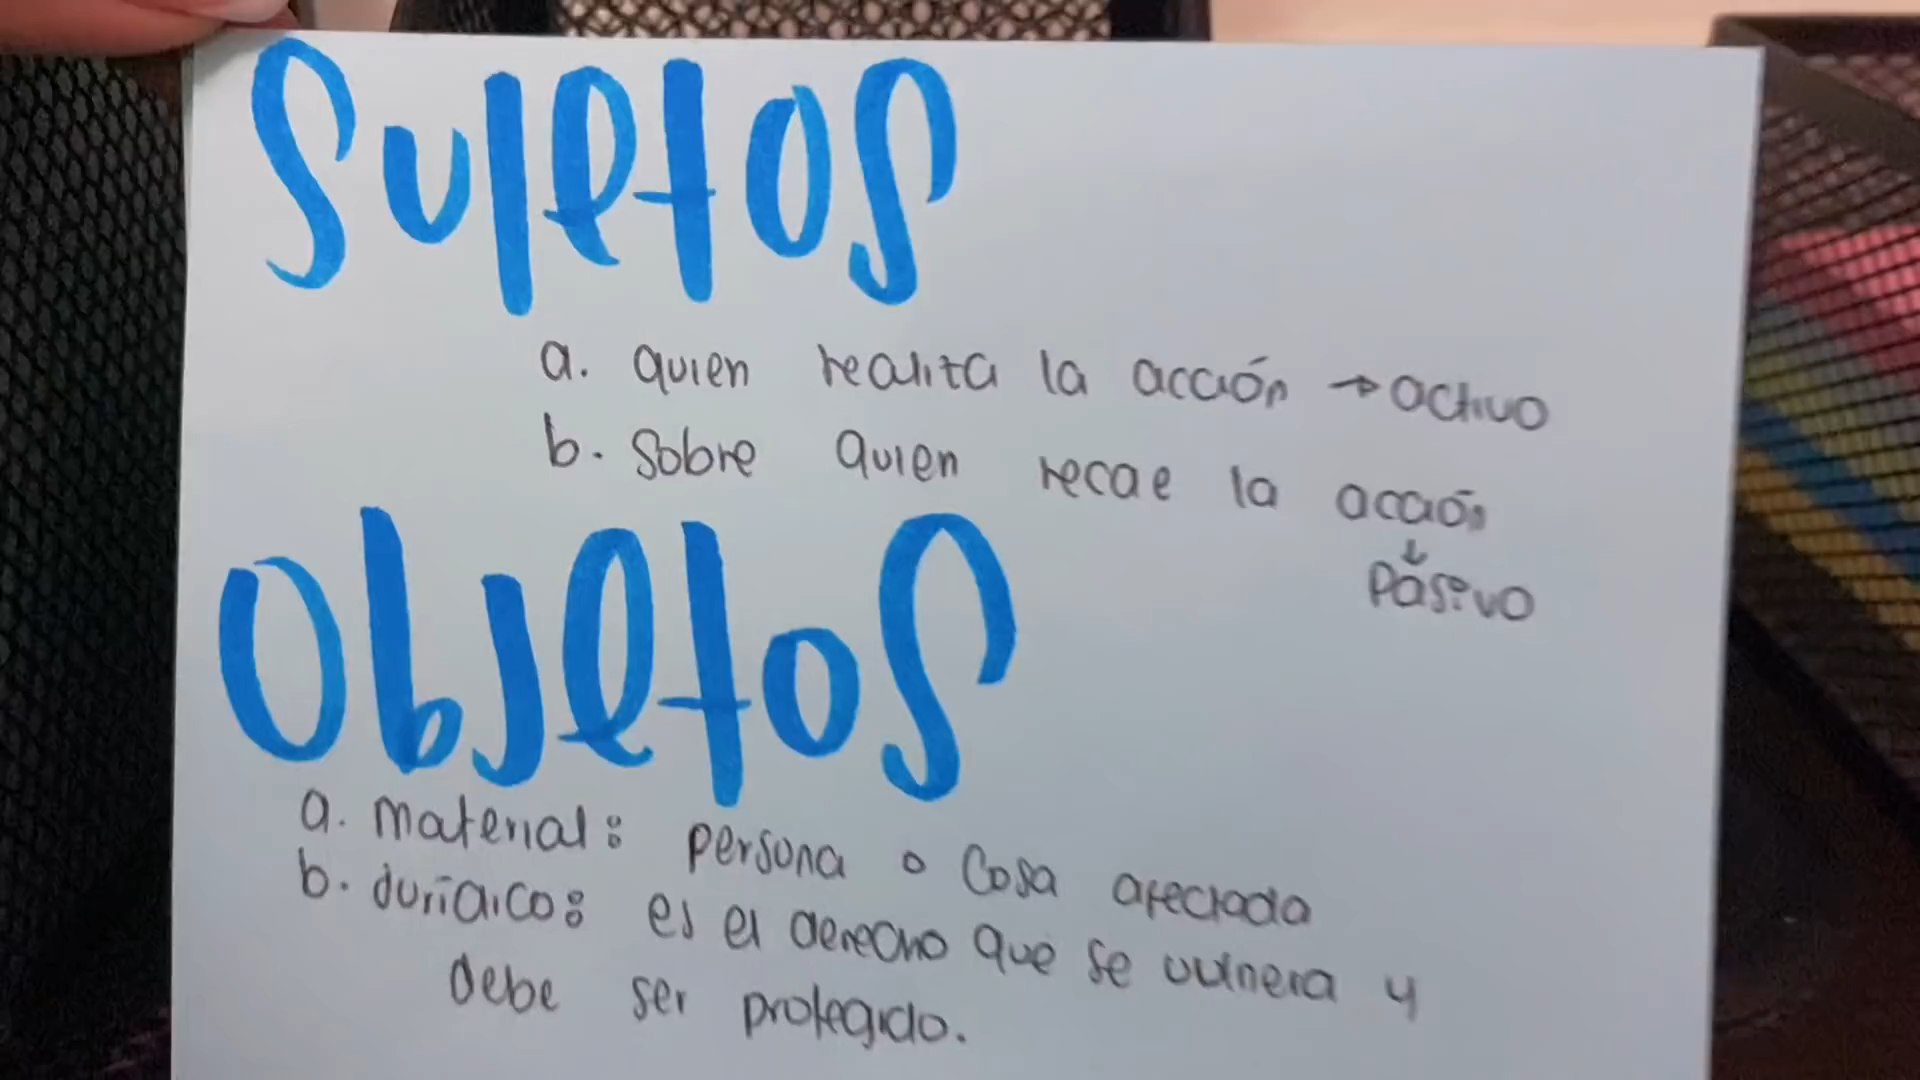 Sujetos
a. quien realiza la acción → activo
b. Sobre quien recae la acción
↓
Pasivo
Objetos
a. material: persona o cosa afectada
b. Jurídico: es el derecho que se vulnera y
debe ser protegido.